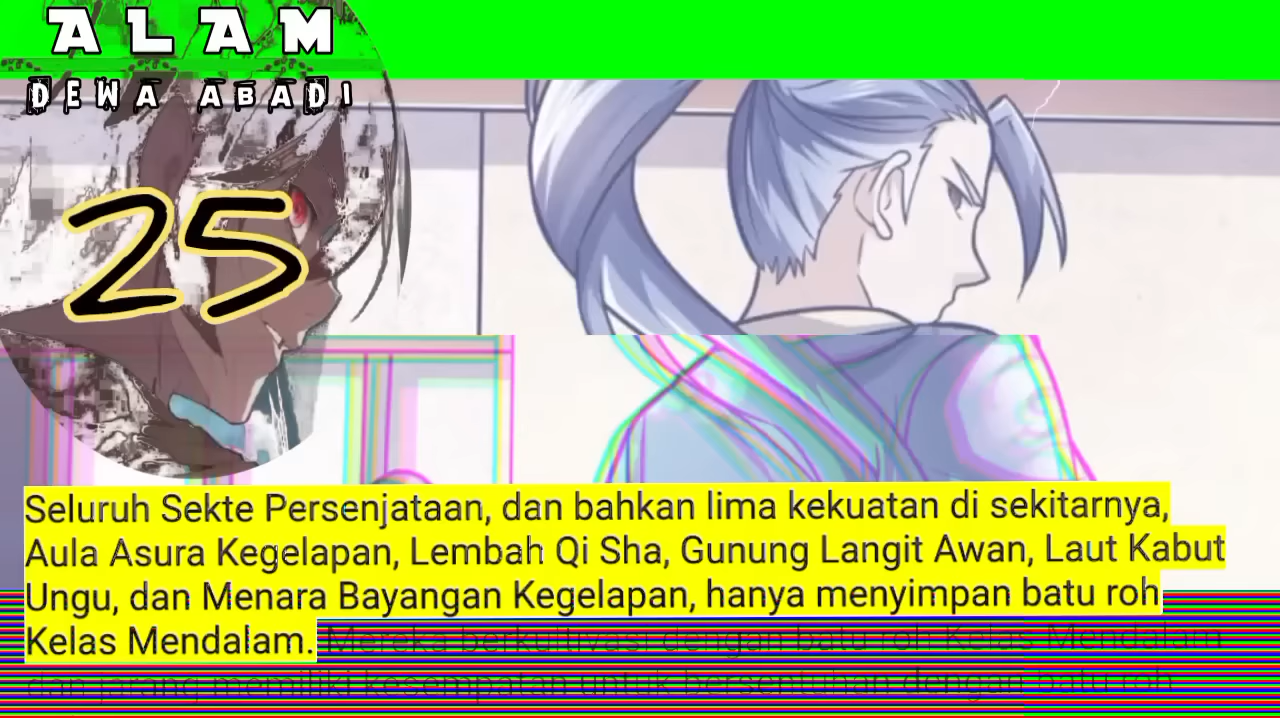 ALAM
DEWA ABADI
25
Seluruh Sekte Persenjataan, dan bahkan lima kekuatan di sekitarnya,
Aula Asura Kegelapan, Lembah Qi Sha, Gunung Langit Awan, Laut Kabut
Ungu, dan Menara Bayangan Kegelapan, hanya menyimpan batu roh
Kelas Mendalam. Mereka berkultivasi dengan batu roh Kelas Mendalam
dan jarang memiliki kesempatan untuk bersentuhan dengan batu roh